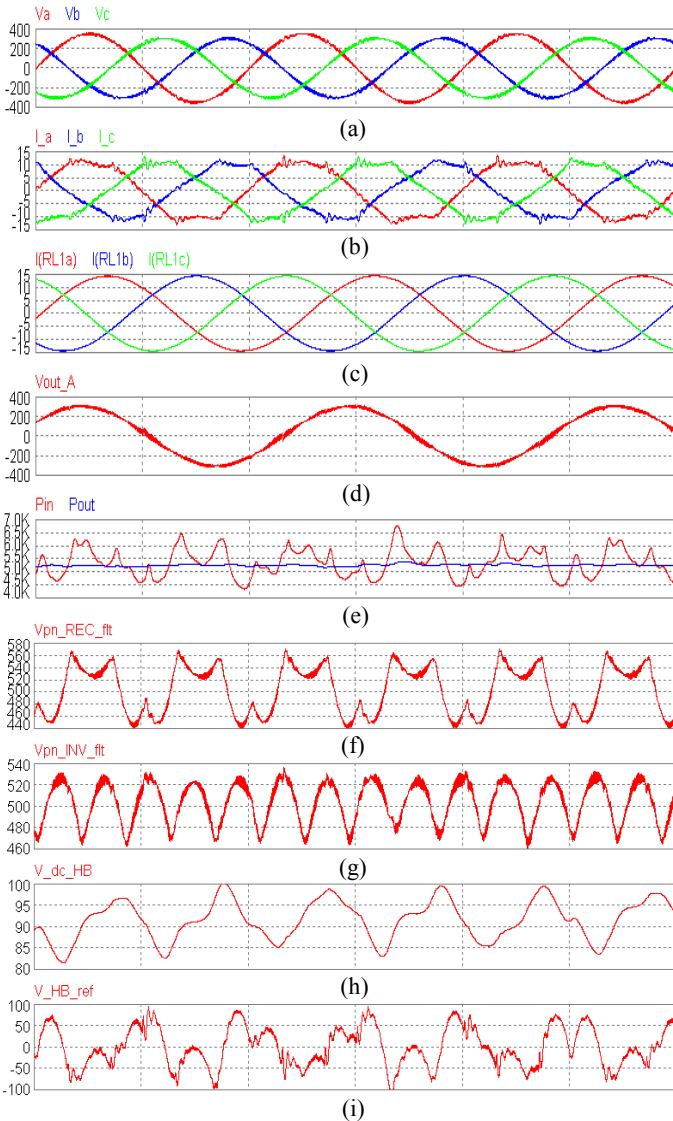 Va Vb Vc
400
200
0
-200
-400
(a)
I_a I_b I_c
15
10
5
0
-5
-10
-15
(b)
I(RL1a) I(RL1b) I(RL1c)
15
10
5
0
-5
-10
-15
(c)
Vout_A
400
200
0
-200
-400
(d)
Pin Pout
7.0K
6.5K
6.0K
5.5K
5.0K
4.5K
4.0K
(e)
Vpn_REC_flt
580
560
540
520
500
480
460
440
(f)
Vpn_INV_flt
540
520
500
480
460
(g)
V_dc_HB
100
95
90
85
80
(h)
V_HB_ref
100
50
0
-50
-100
(i)